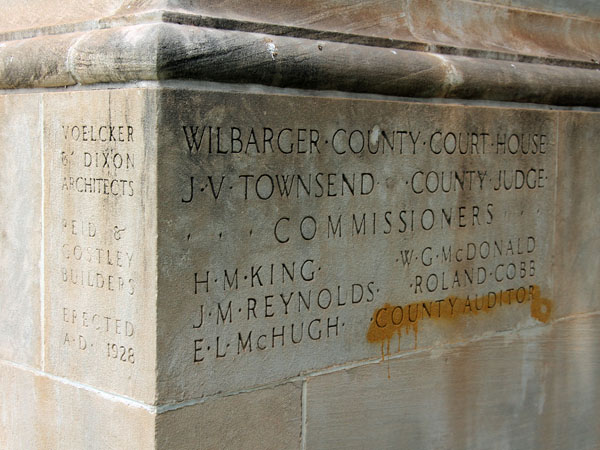 VOELCKER
& DIXON
ARCHITECTS
REID &
GOSTLEY
BUILDERS
ERECTED
A·D· 1928
WILBARGER·COUNTY·COURT·HOUSE
J·V·TOWNSEND· ·COUNTY·JUDGE·
· · · COMMISSIONERS · · ·
H·M·KING· ·W·G·McDONALD
J·M·REYNOLDS· ·ROLAND·COBB
E·L·McHUGH· ·COUNTY AUDITOR